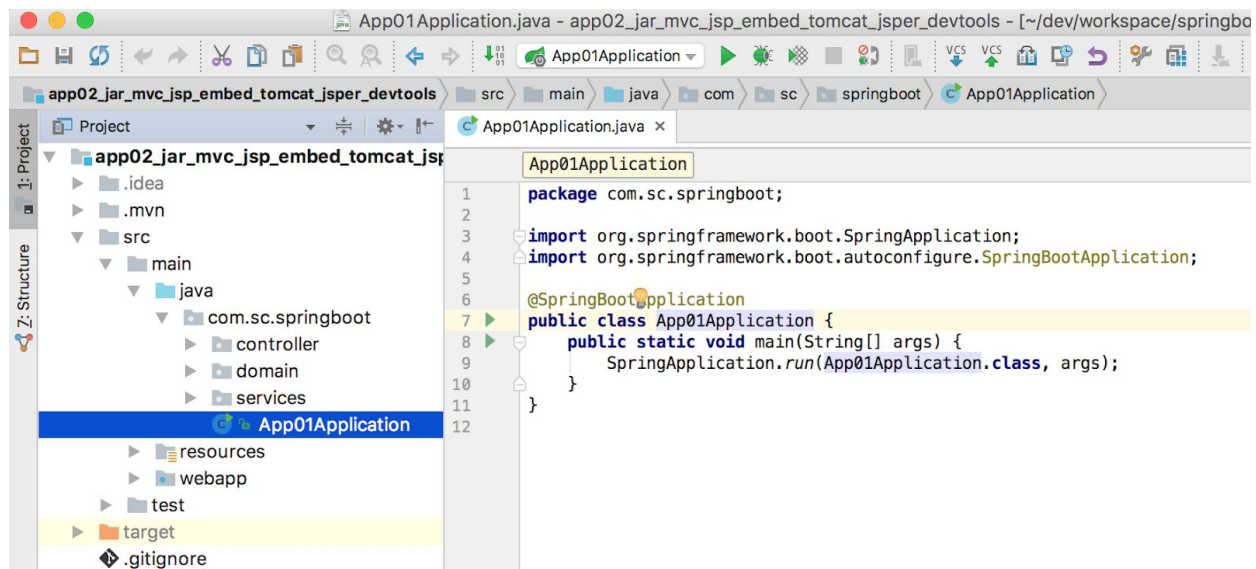 App01Application.java - app02_jar_mvc_jsp_embed_tomcat_jsper_devtools - [~/dev/workspace/springbo
App01Application
VCS VCS
app02_jar_mvc_jsp_embed_tomcat_jsper_devtools src main java com sc springboot App01Application
1: Project
7: Structure
Project
app02_jar_mvc_jsp_embed_tomcat_jsp
.idea
.mvn
src
main
java
com.sc.springboot
controller
domain
services
App01Application
resources
webapp
test
target
.gitignore
App01Application.java ×
App01Application
1 package com.sc.springboot;
2
3 import org.springframework.boot.SpringApplication;
4 import org.springframework.boot.autoconfigure.SpringBootApplication;
5
6 @SpringBootApplication
7 public class App01Application {
8 public static void main(String[] args) {
9 SpringApplication.run(App01Application.class, args);
10 }
11 }
12